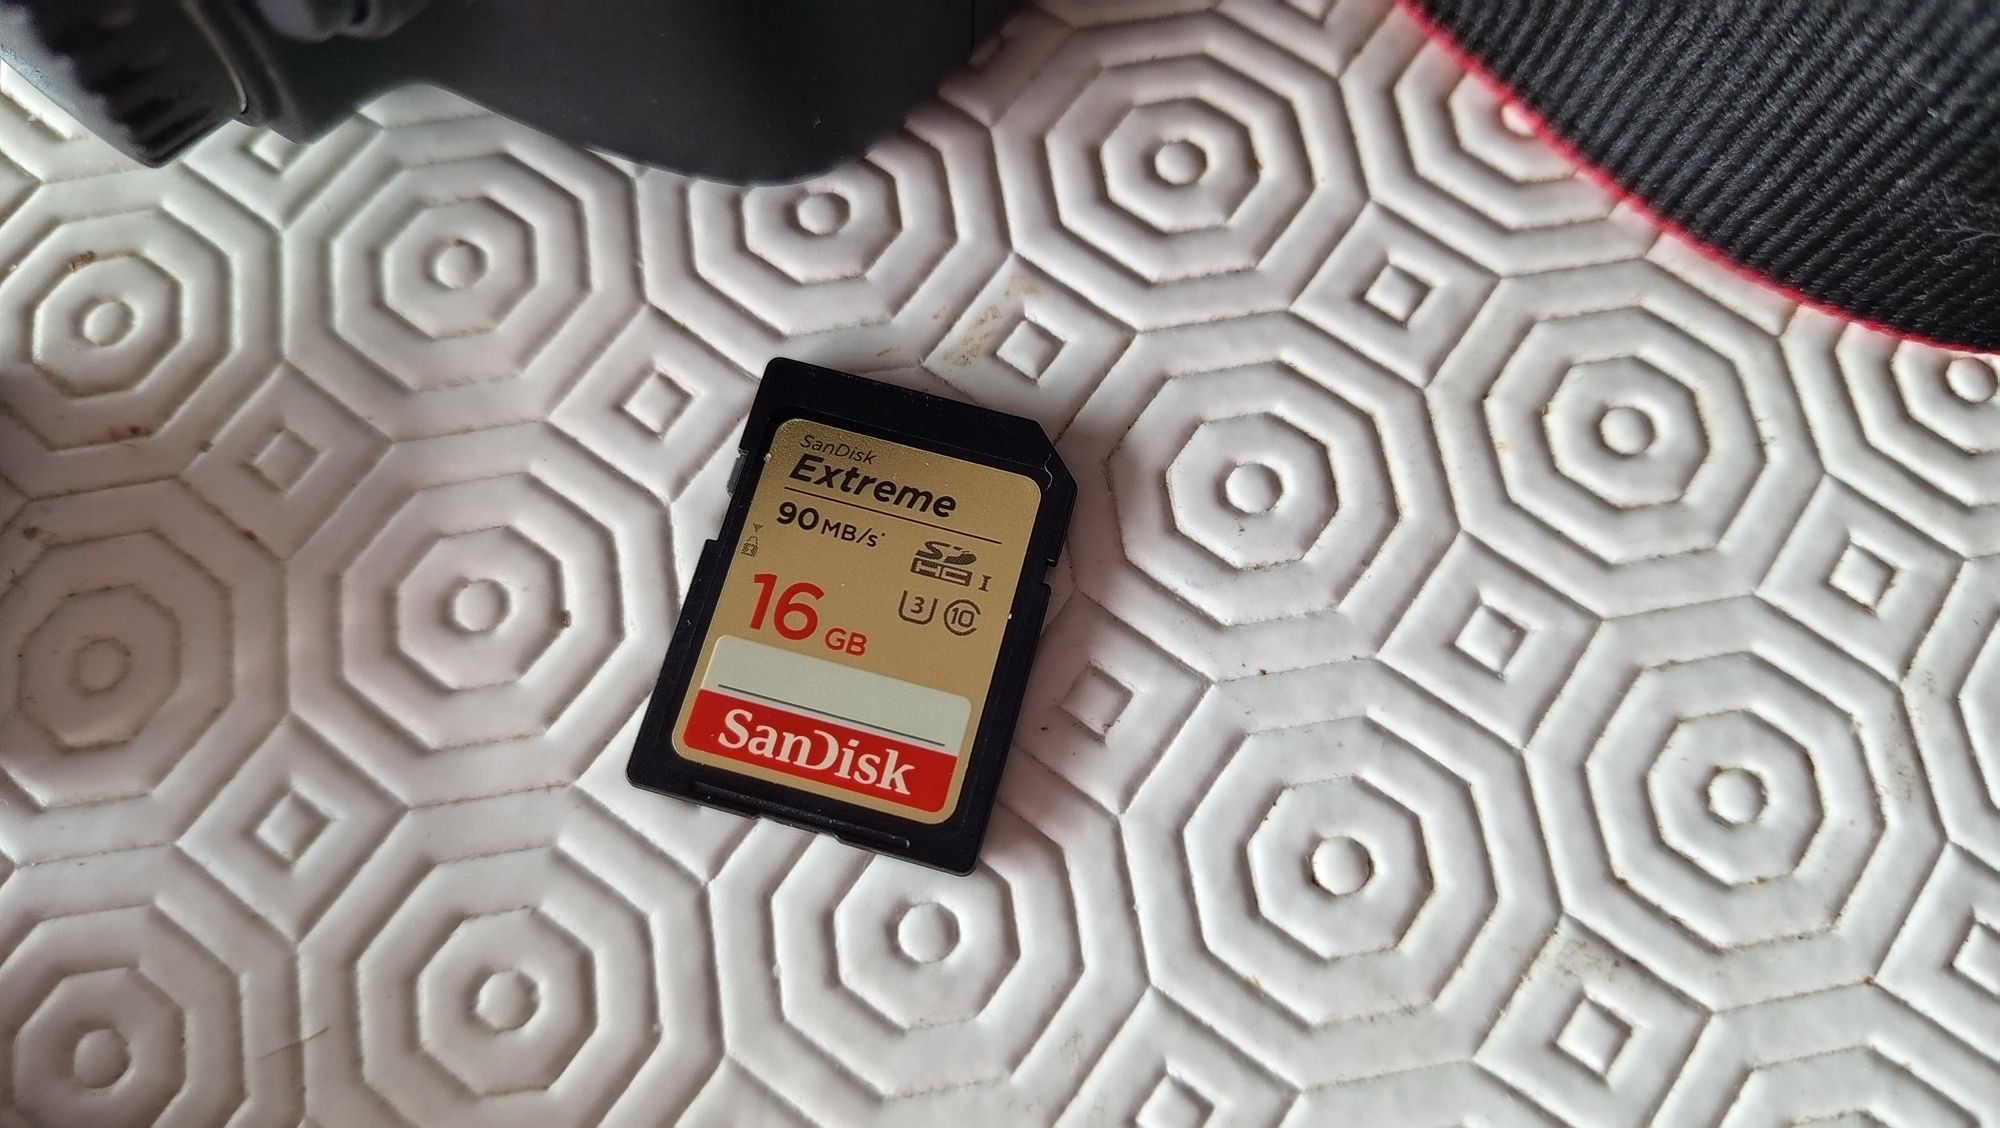 SanDisk
Extreme
90 MB/s*
SD
HC I
3 10
16 GB
SanDisk